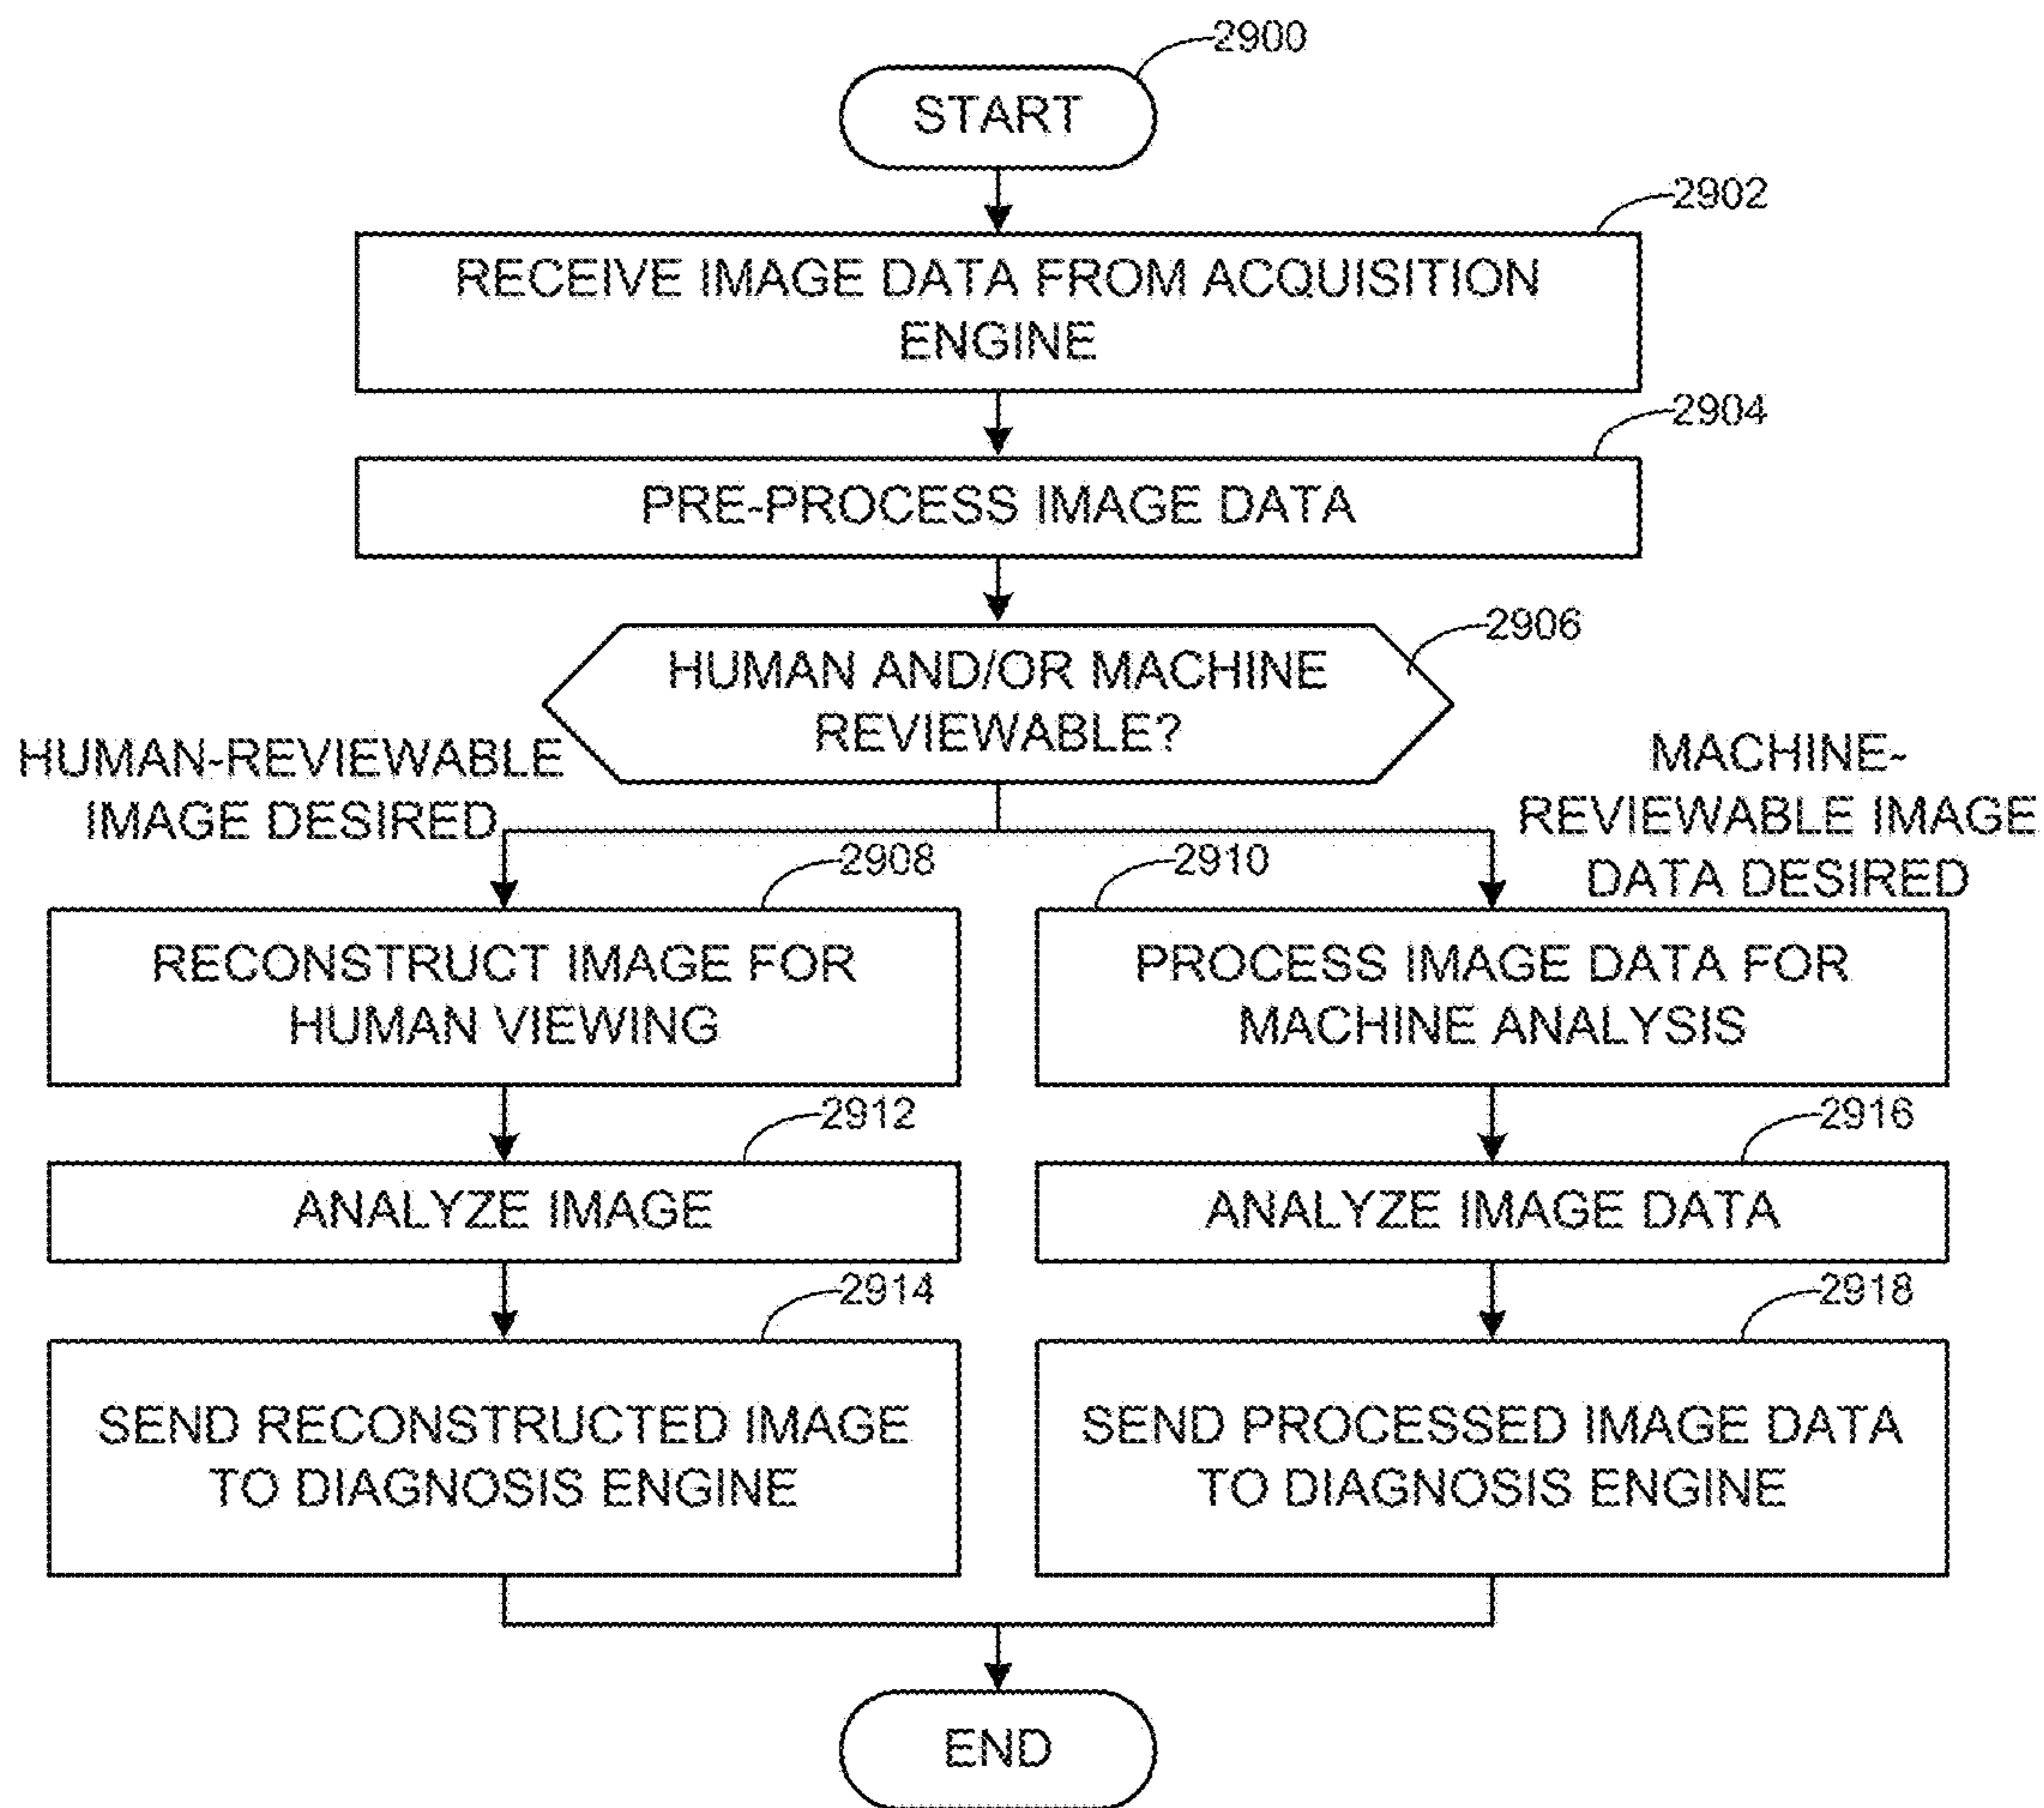 2900
START
2902
RECEIVE IMAGE DATA FROM ACQUISITION
ENGINE
2904
PRE-PROCESS IMAGE DATA
2906
HUMAN AND/OR MACHINE
REVIEWABLE?
HUMAN-REVIEWABLE
IMAGE DESIRED
MACHINE-
REVIEWABLE IMAGE
DATA DESIRED
2908
RECONSTRUCT IMAGE FOR
HUMAN VIEWING
2910
PROCESS IMAGE DATA FOR
MACHINE ANALYSIS
2912
ANALYZE IMAGE
2916
ANALYZE IMAGE DATA
2914
SEND RECONSTRUCTED IMAGE
TO DIAGNOSIS ENGINE
2918
SEND PROCESSED IMAGE DATA
TO DIAGNOSIS ENGINE
END